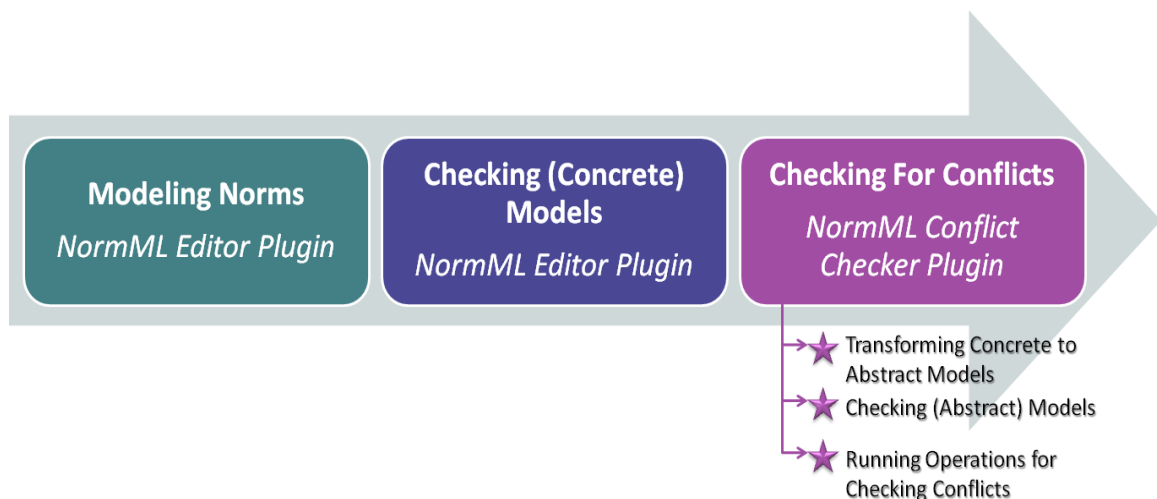 Modeling Norms
NormML Editor Plugin
Checking (Concrete)
Models
NormML Editor Plugin
Checking For Conflicts
NormML Conflict
Checker Plugin
Transforming Concrete to
Abstract Models
Checking (Abstract) Models
Running Operations for
Checking Conflicts